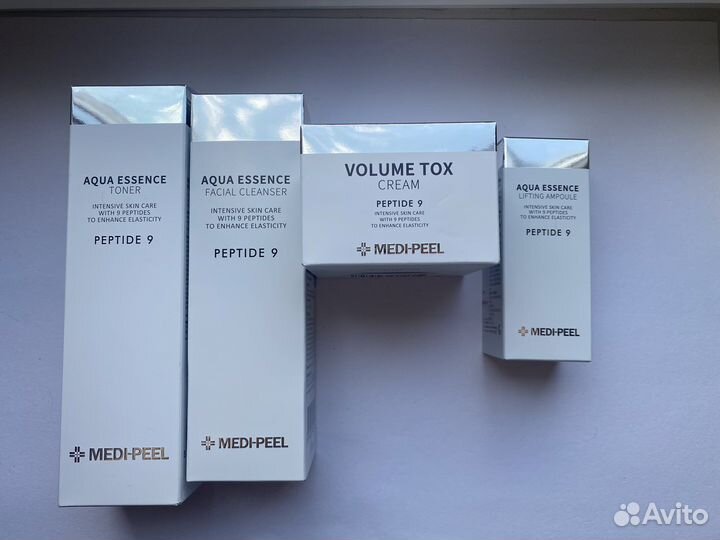 AQUA ESSENCE
TONER
INTENSIVE SKIN CARE
WITH 9 PEPTIDES
TO ENHANCE ELASTICITY
PEPTIDE 9
MEDI-PEEL
AQUA ESSENCE
FACIAL CLEANSER
INTENSIVE SKIN CARE
WITH 9 PEPTIDES
TO ENHANCE ELASTICITY
PEPTIDE 9
MEDI-PEEL
VOLUME TOX
CREAM
PEPTIDE 9
INTENSIVE SKIN CARE
WITH 9 PEPTIDES
TO ENHANCE ELASTICITY
MEDI-PEEL
AQUA ESSENCE
LIFTING AMPOULE
INTENSIVE SKIN CARE
WITH 9 PEPTIDES
TO ENHANCE ELASTICITY
PEPTIDE 9
MEDI-PEEL
Avito